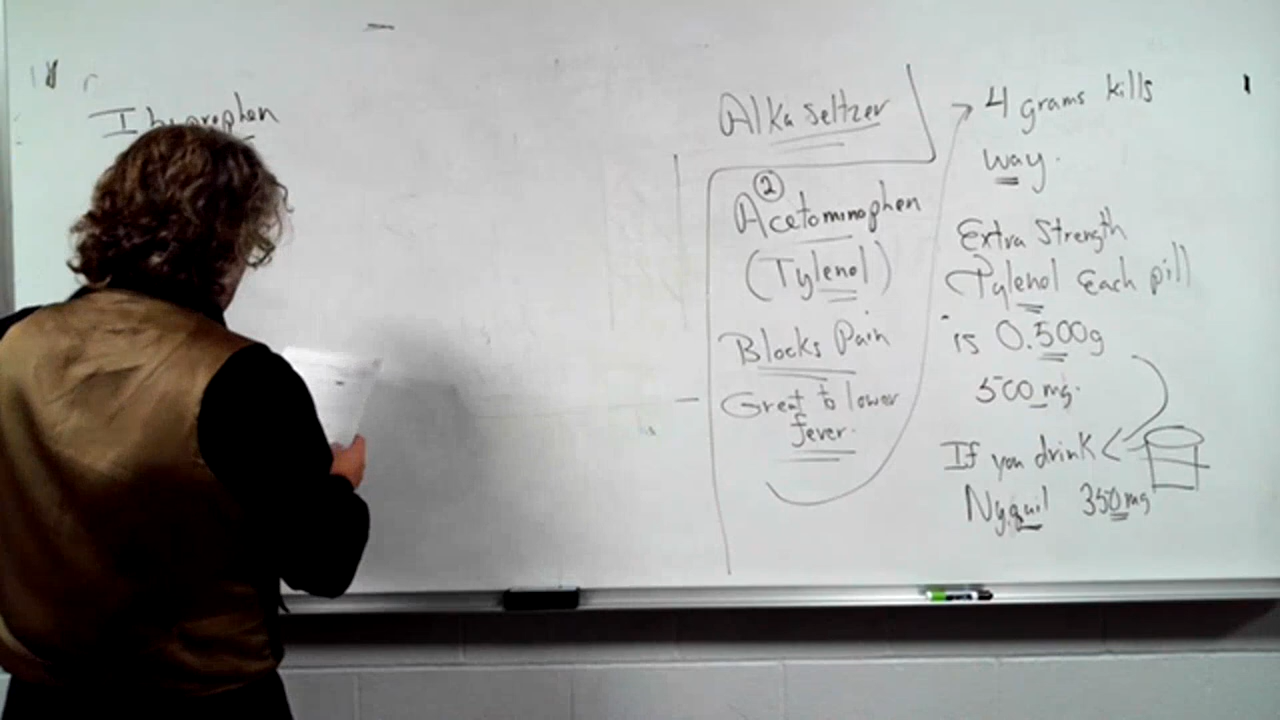 Ibuprophen
Alka Seltzer
2
Acetominophen
(Tylenol)
Blocks Pain
Great to lower
fever.
4 grams kills
way.
Extra Strength
Tylenol Each pill
is 0.500g
500 mg.
If you drink
Nyquil 350mg